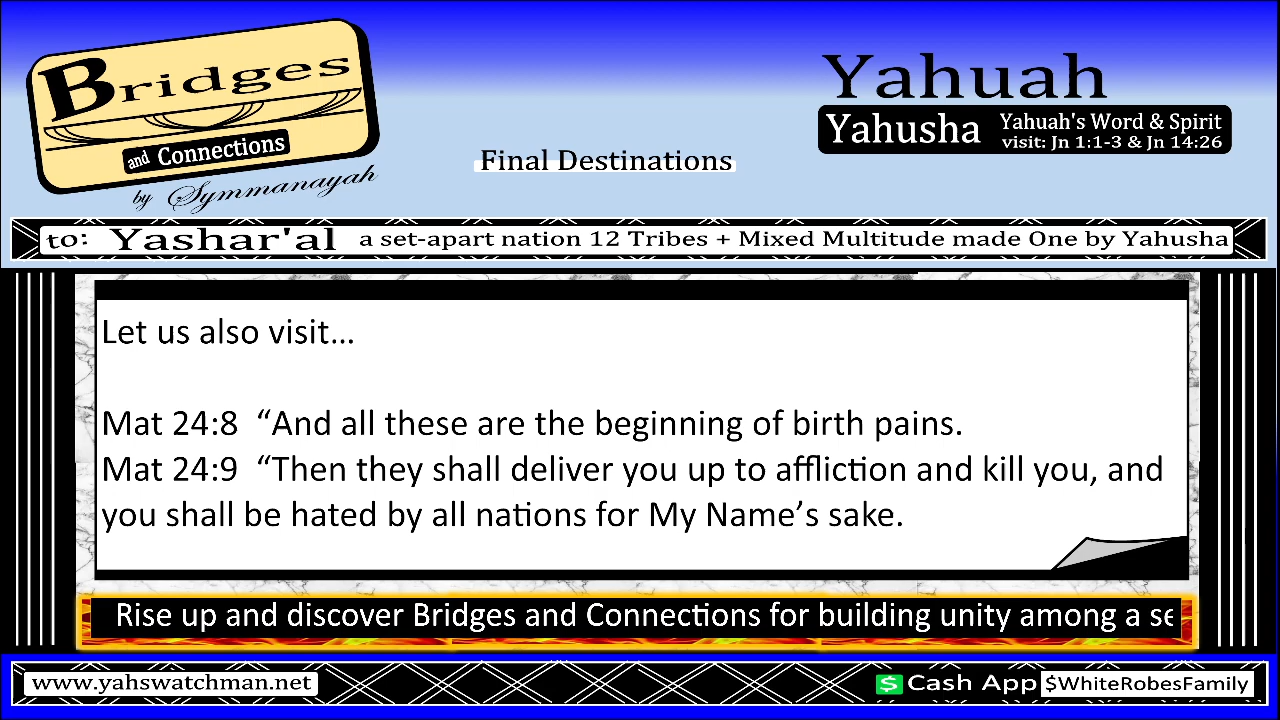 Bridges
and Connections
by Symmanayah
Final Destinations
Yahuah
Yahusha
Yahuah's Word & Spirit
visit: Jn 1:1-3 & Jn 14:26
to: Yashar'al a set-apart nation 12 Tribes + Mixed Multitude made One by Yahusha
Let us also visit…
Mat 24:8 “And all these are the beginning of birth pains.
Mat 24:9 “Then they shall deliver you up to affliction and kill you, and
you shall be hated by all nations for My Name’s sake.
Rise up and discover Bridges and Connections for building unity among a se
www.yahswatchman.net
$ Cash App $WhiteRobesFamily